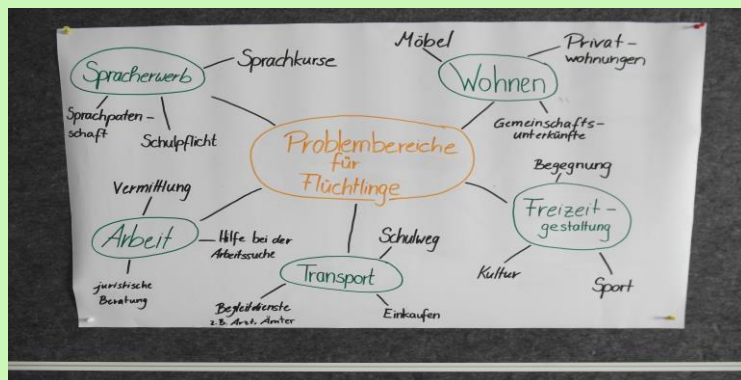 Spracherwerb
Sprachkurse
Sprachpaten-
schaft
Schulpflicht
Möbel
Wohnen
Privat-
wohnungen
Gemeinschafts-
unterkünfte
Problembereiche
für
Flüchtlinge
Vermittlung
Arbeit
Hilfe bei der
Arbeitssuche
juristische
Beratung
Schulweg
Transport
Begleitdienste
z.B. Arzt, Ämter
Einkaufen
Begegnung
Freizeit-
gestaltung
Kultur
Sport